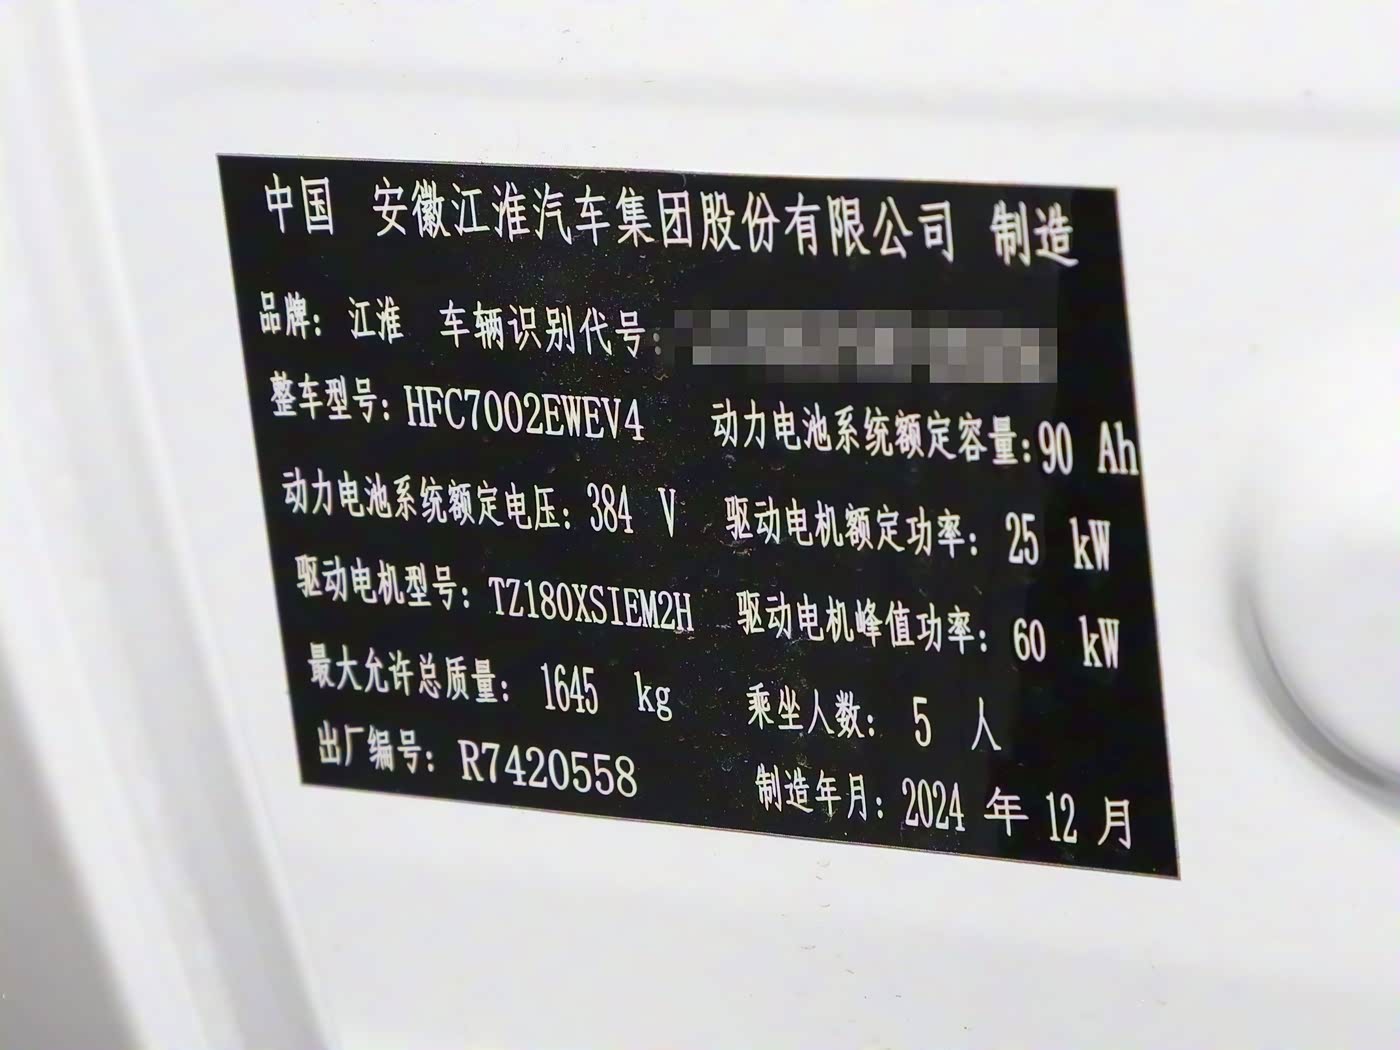 中国 安徽江淮汽车集团股份有限公司 制造
品牌：江淮 车辆识别代号：
整车型号：HFC7002EWEV4 动力电池系统额定容量：90 Ah
动力电池系统额定电压：384 V 驱动电机额定功率：25 kW
驱动电机型号：TZ180XSIEM2H 驱动电机峰值功率：60 kW
最大允许总质量：1645 kg 乘坐人数：5 人
出厂编号：R7420558 制造年月：2024 年 12 月